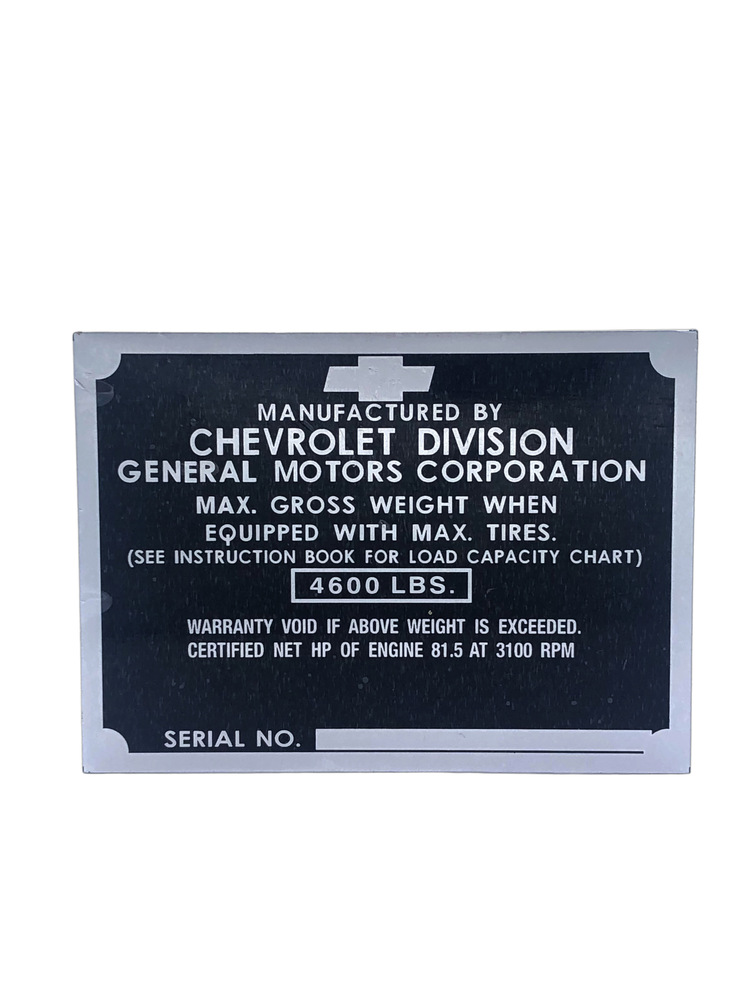 MANUFACTURED BY
CHEVROLET DIVISION
GENERAL MOTORS CORPORATION
MAX. GROSS WEIGHT WHEN
EQUIPPED WITH MAX. TIRES.
(SEE INSTRUCTION BOOK FOR LOAD CAPACITY CHART)
4600 LBS.
WARRANTY VOID IF ABOVE WEIGHT IS EXCEEDED.
CERTIFIED NET HP OF ENGINE 81.5 AT 3100 RPM
SERIAL NO.